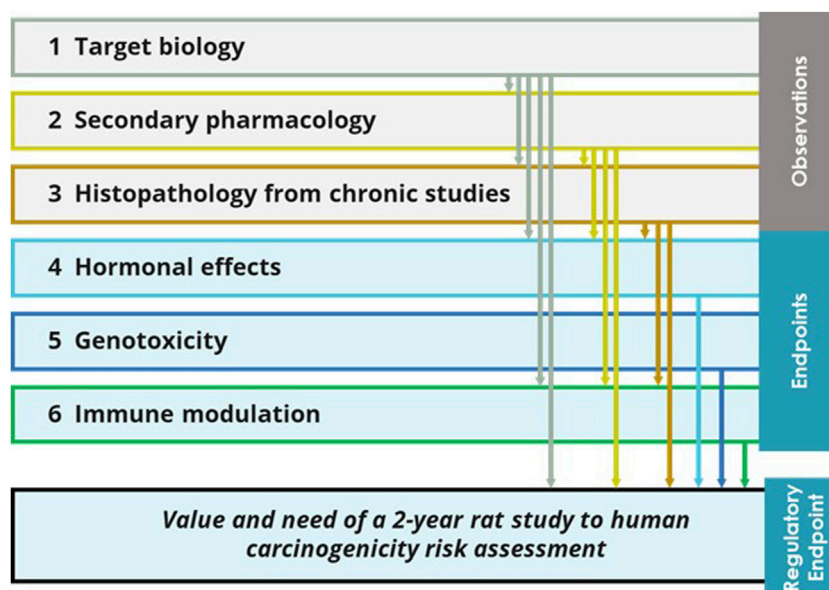 1 Target biology
2 Secondary pharmacology
3 Histopathology from chronic studies
4 Hormonal effects
5 Genotoxicity
6 Immune modulation
Value and need of a 2-year rat study to human
carcinogenicity risk assessment
Observations
Endpoints
Regulatory
Endpoint